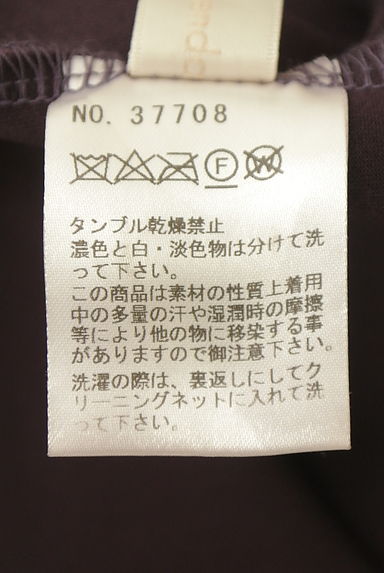 NO. 37708
F W
タンブル乾燥禁止
濃色と白・淡色物は分けて洗
って下さい。
この商品は素材の性質上着用
中の多量の汗や湿潤時の摩擦
等により他の物に移染する事
がありますので御注意下さい。
洗濯の際は、裏返しにしてク
リーニングネットに入れて洗
って下さい。